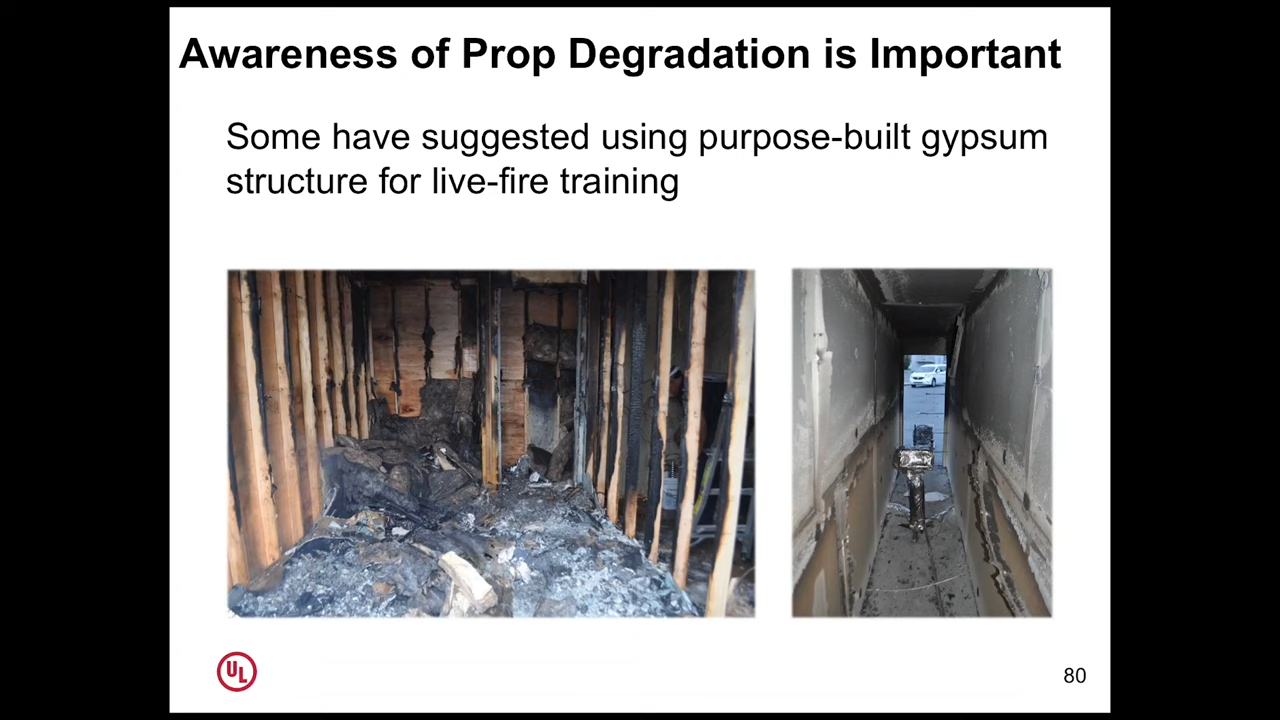 Awareness of Prop Degradation is Important
Some have suggested using purpose-built gypsum
structure for live-fire training
UL
80